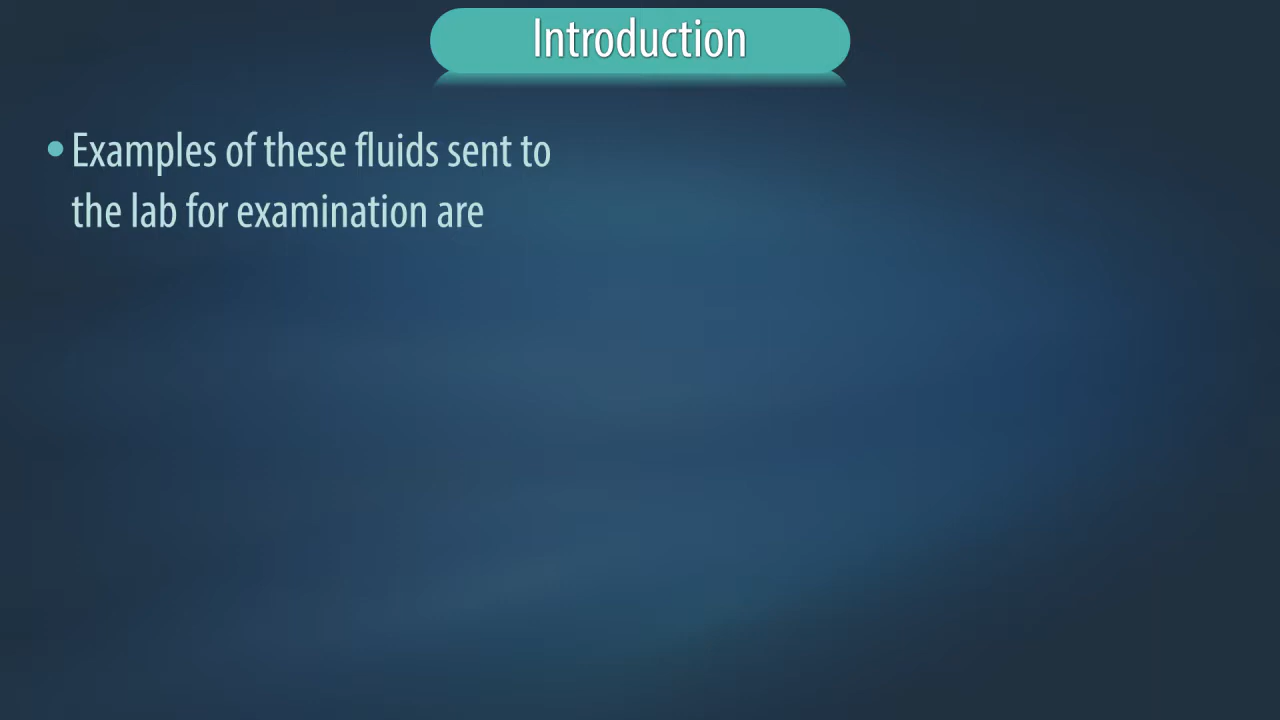 Introduction
• Examples of these fluids sent to
the lab for examination are